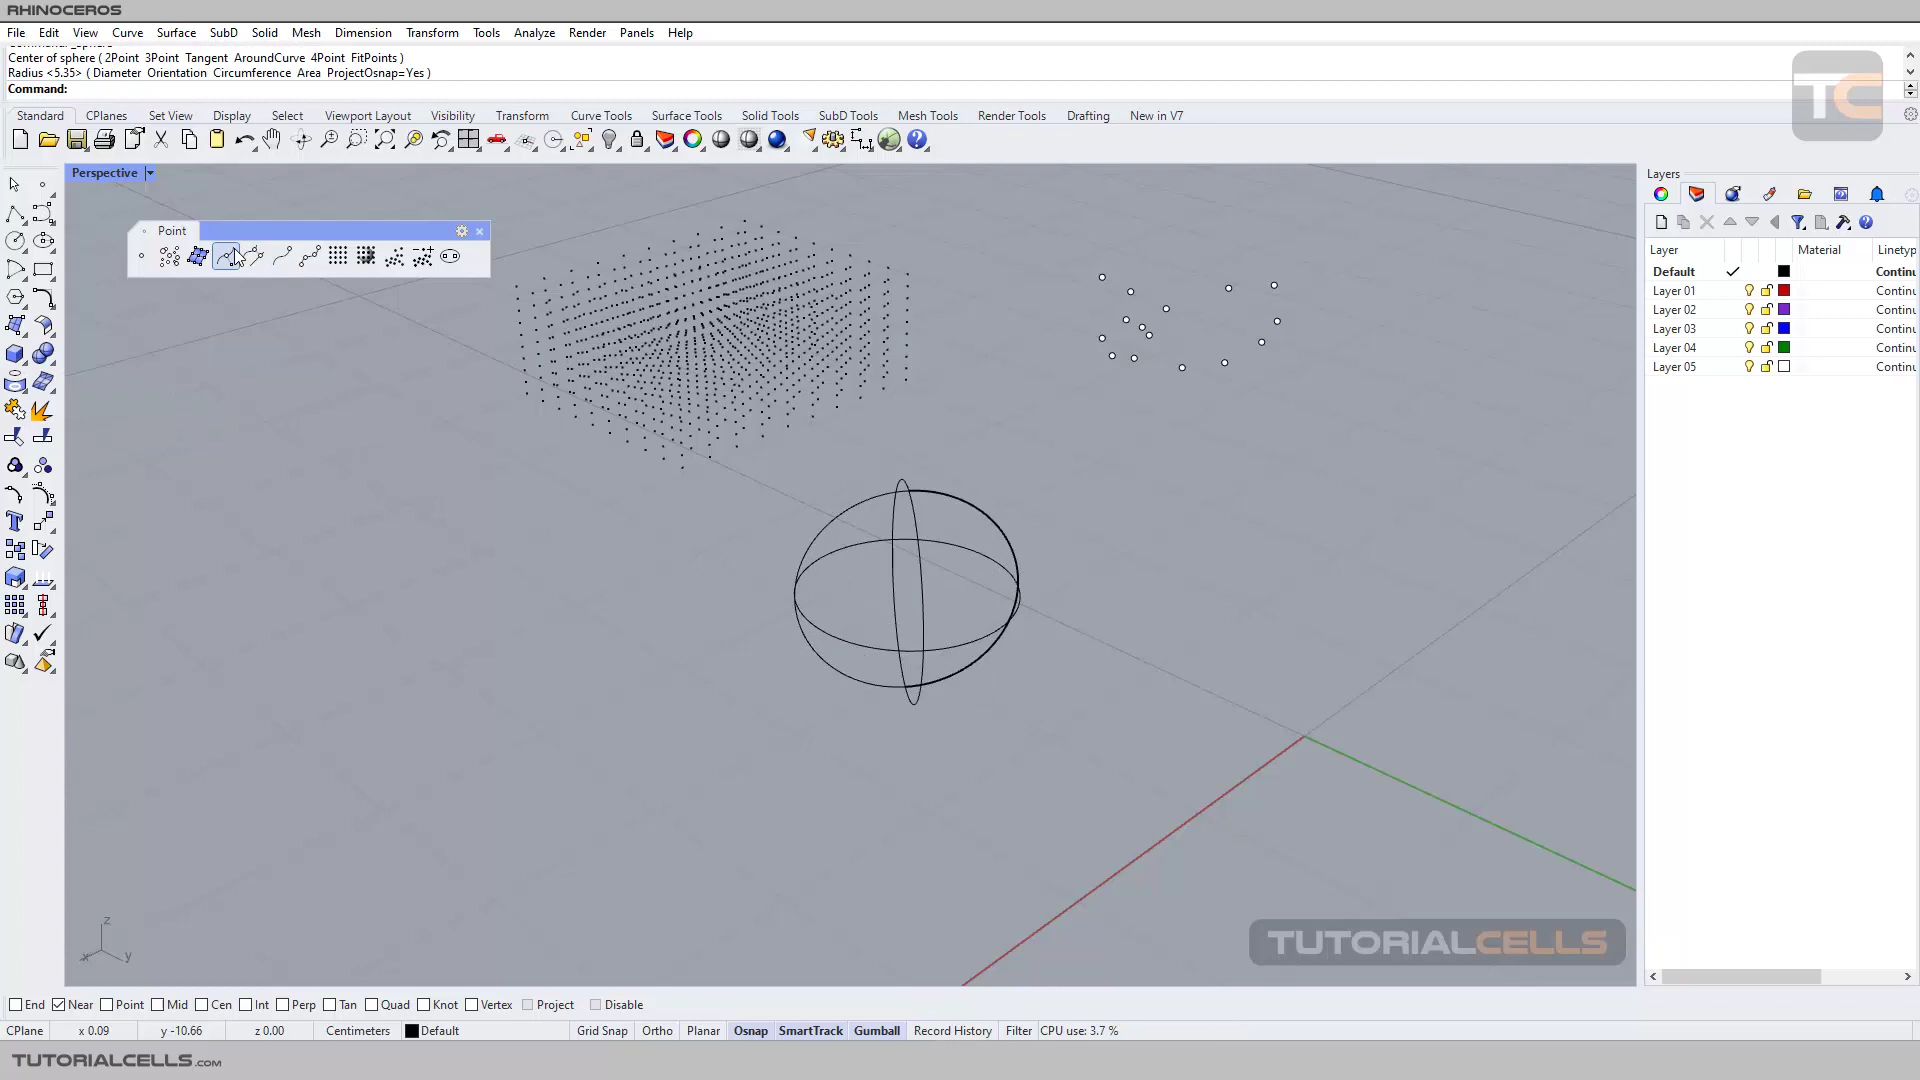 RHINOCEROS
File Edit View Curve Surface SubD Solid Mesh Dimension Transform Tools Analyze Render Panels Help
Center of sphere ( 2Point 3Point Tangent AroundCurve 4Point FitPoints )
Radius <5.35> ( Diameter Orientation Circumference Area ProjectOsnap=Yes )
Command:
TC
Standard CPlanes Set View Display Select Viewport Layout Visibility Transform Curve Tools Surface Tools Solid Tools SubD Tools Mesh Tools Render Tools Drafting New in V7
Perspective
Layers
Point
Layer Material Linetyp
Default Continu
Layer 01 Continu
Layer 02 Continu
Layer 03 Continu
Layer 04 Continu
Layer 05 Continu
z
x y
TUTORIALCELLS
End Near Point Mid Cen Int Perp Tan Quad Knot Vertex Project Disable
CPlane x 0.09 y -10.66 z 0.00 Centimeters Default Grid Snap Ortho Planar Osnap SmartTrack Gumball Record History Filter CPU use: 3.7 %
TUTORIALCELLS.COM